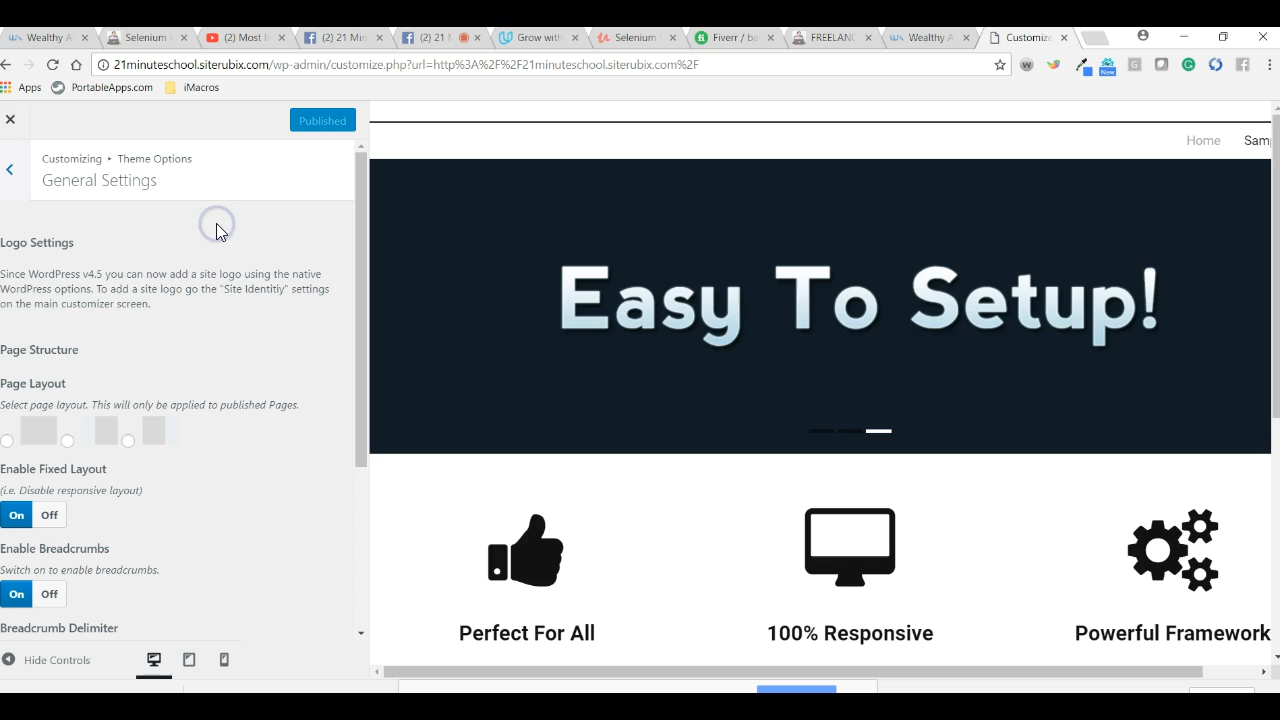 Wealthy A
Selenium
(2) Most
(2) 21 Min
(2) 21
Grow with
Selenium
Fiverr / ba
FREELANC
Wealthy A
Customize
21minuteschool.siterubix.com/wp-admin/customize.php?url=http%3A%2F%2F21minuteschool.siterubix.com%2F
New
Apps PortableApps.com iMacros
Published
Customizing ▸ Theme Options
General Settings
Logo Settings
Since WordPress v4.5 you can now add a site logo using the native
WordPress options. To add a site logo go the "Site Identitiy" settings
on the main customizer screen.
Page Structure
Page Layout
Select page layout. This will only be applied to published Pages.
Enable Fixed Layout
(i.e. Disable responsive layout)
On Off
Enable Breadcrumbs
Switch on to enable breadcrumbs.
On Off
Breadcrumb Delimiter
Hide Controls
Home Sam
Easy To Setup!
Perfect For All
100% Responsive
Powerful Framework